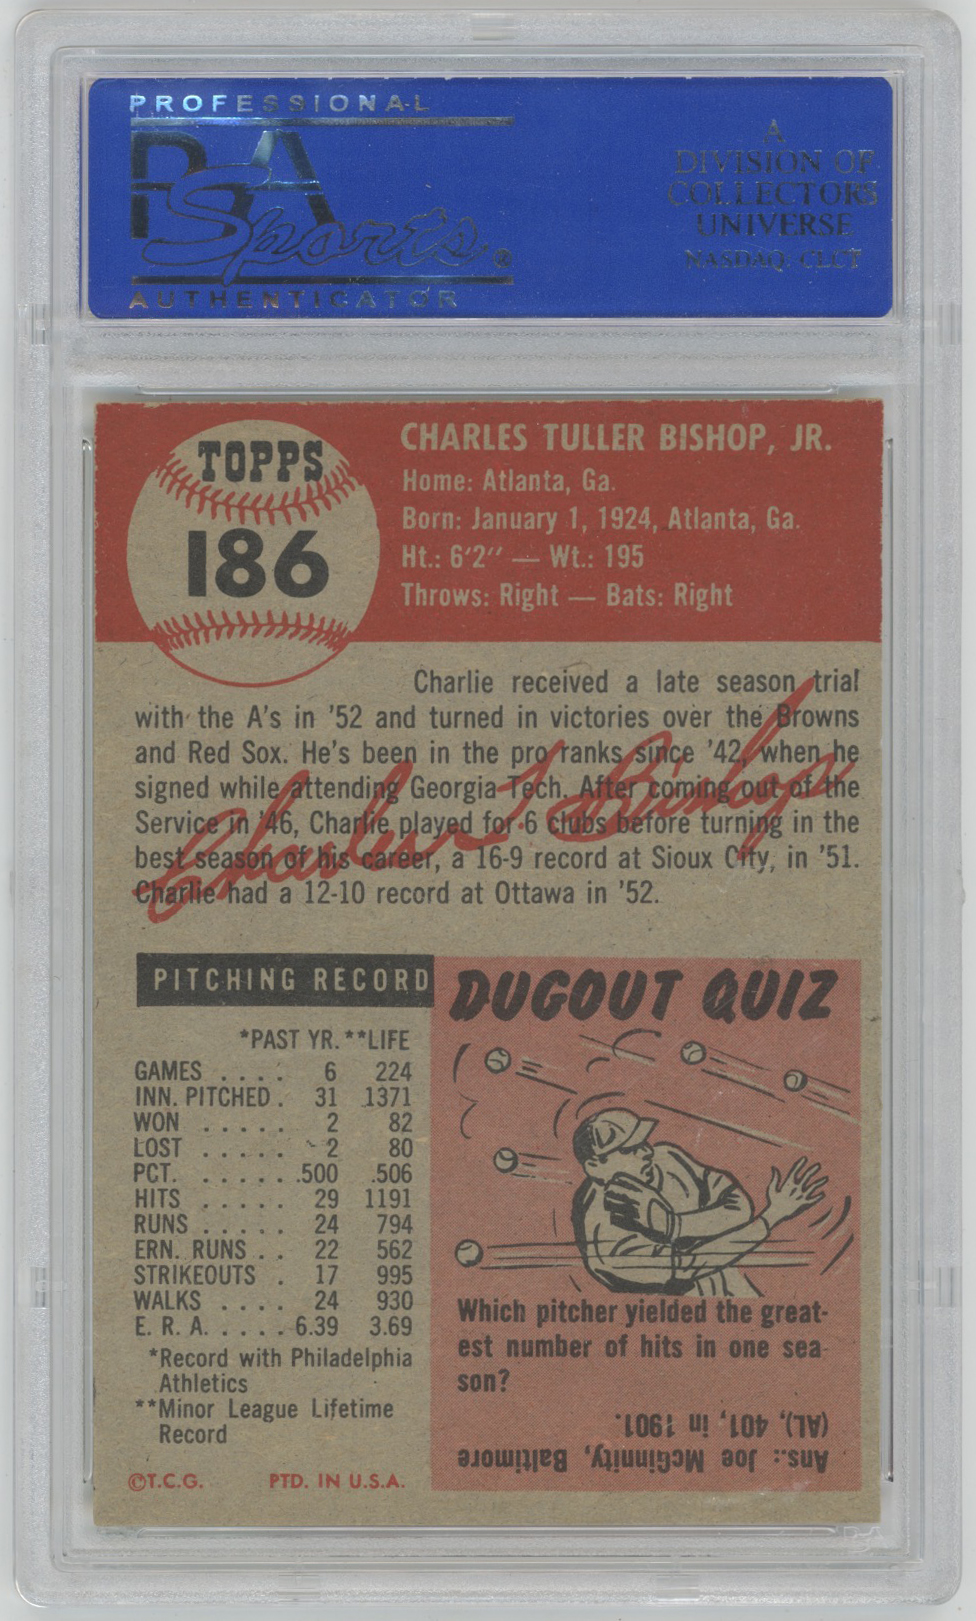 PROFESSIONAL
PSA
Sports
AUTHENTICATOR
A
DIVISION OF
COLLECTORS
UNIVERSE
NASDAQ: CLCT
TOPPS
186
CHARLES TULLER BISHOP, JR.
Home: Atlanta, Ga.
Born: January 1, 1924, Atlanta, Ga.
Ht.: 6'2" — Wt.: 195
Throws: Right — Bats: Right
Charlie received a late season trial
with the A's in '52 and turned in victories over the Browns
and Red Sox. He's been in the pro ranks since '42, when he
signed while attending Georgia Tech. After coming out of the
Service in '46, Charlie played for 6 clubs before turning in the
best season of his career, a 16-9 record at Sioux City, in '51.
Charlie had a 12-10 record at Ottawa in '52.
Charles T. Bishop
PITCHING RECORD
*PAST YR. **LIFE
GAMES . . . . 6 224
INN. PITCHED . 31 1371
WON . . . . . 2 82
LOST . . . . . 2 80
PCT. . . . . . .500 .506
HITS . . . . . 29 1191
RUNS . . . . . 24 794
ERN. RUNS . . 22 562
STRIKEOUTS . 17 995
WALKS . . . . 24 930
E. R. A. . . . . 6.39 3.69
*Record with Philadelphia
Athletics
**Minor League Lifetime
Record
©T.C.G. PTD. IN U.S.A.
DUGOUT QUIZ
Which pitcher yielded the great-
est number of hits in one sea-
son?
Ans.: Joe McGinnity, Baltimore
(AL), 401, in 1901.